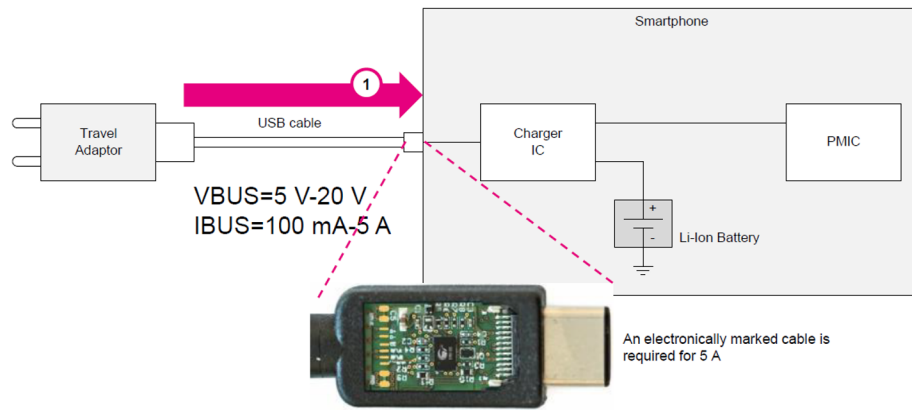 Smartphone
1
USB cable
Travel
Adaptor
Charger
IC
PMIC
VBUS=5 V-20 V
IBUS=100 mA-5 A
+
-
Li-Ion Battery
An electronically marked cable is
required for 5 A